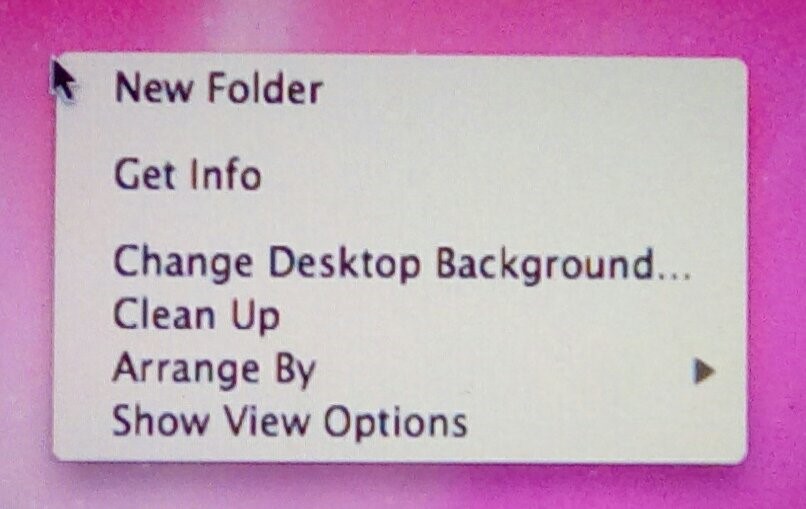 New Folder
Get Info
Change Desktop Background...
Clean Up
Arrange By
Show View Options